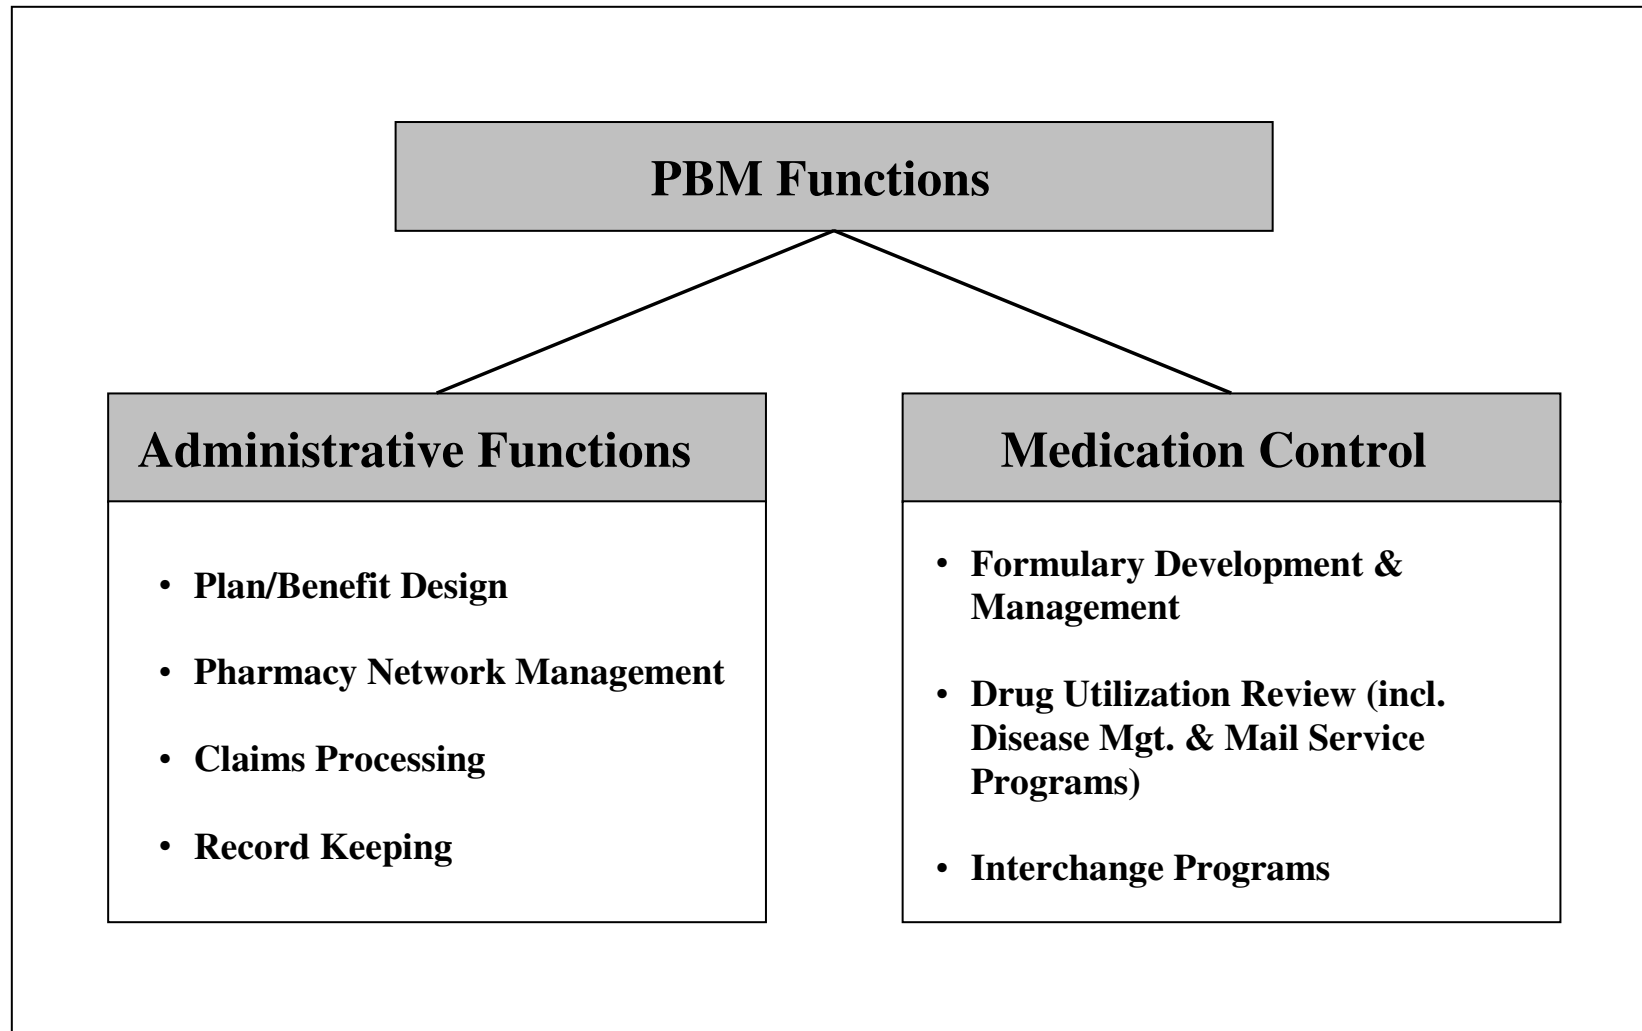 PBM Functions
Administrative Functions
• Plan/Benefit Design
• Pharmacy Network Management
• Claims Processing
• Record Keeping
Medication Control
• Formulary Development &
Management
• Drug Utilization Review (incl.
Disease Mgt. & Mail Service
Programs)
• Interchange Programs